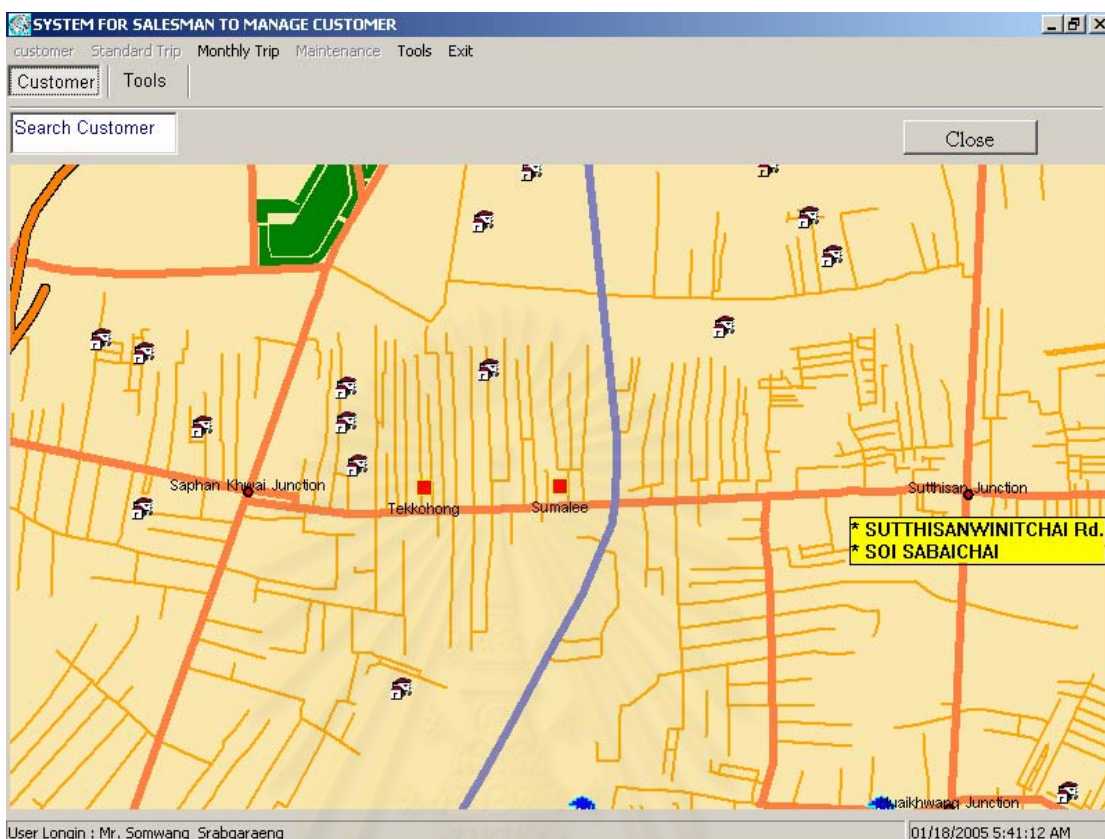 SYSTEM FOR SALESMAN TO MANAGE CUSTOMER
customer Standard Trip Monthly Trip Maintenance Tools Exit
Customer Tools
Search Customer
Close
Saphan Khwai Junction
Tekkohong
Sumalee
Sutthisan Junction
* SUTTHISANWINITCHAI Rd.
* SOI SABAICHAI
uaikhwang Junction
User Longin : Mr. Somwang Srabgaraeng
01/18/2005 5:41:12 AM